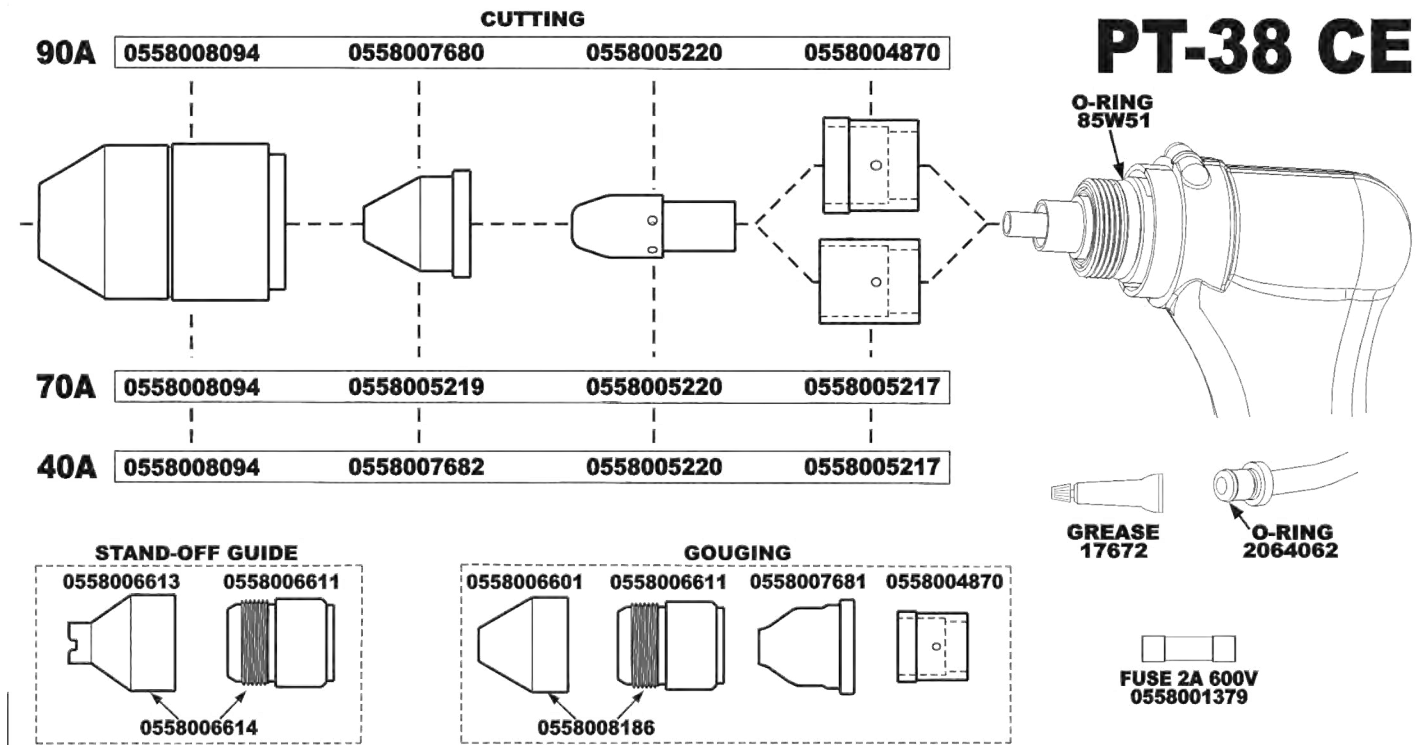 CUTTING
PT-38 CE
90A 0558008094 0558007680 0558005220 0558004870
O-RING
85W51
70A 0558008094 0558005219 0558005220 0558005217
40A 0558008094 0558007682 0558005220 0558005217
GREASE
17672
O-RING
2064062
STAND-OFF GUIDE
0558006613 0558006611
0558006614
GOUGING
0558006601 0558006611 0558007681 0558004870
0558008186
FUSE 2A 600V
0558001379